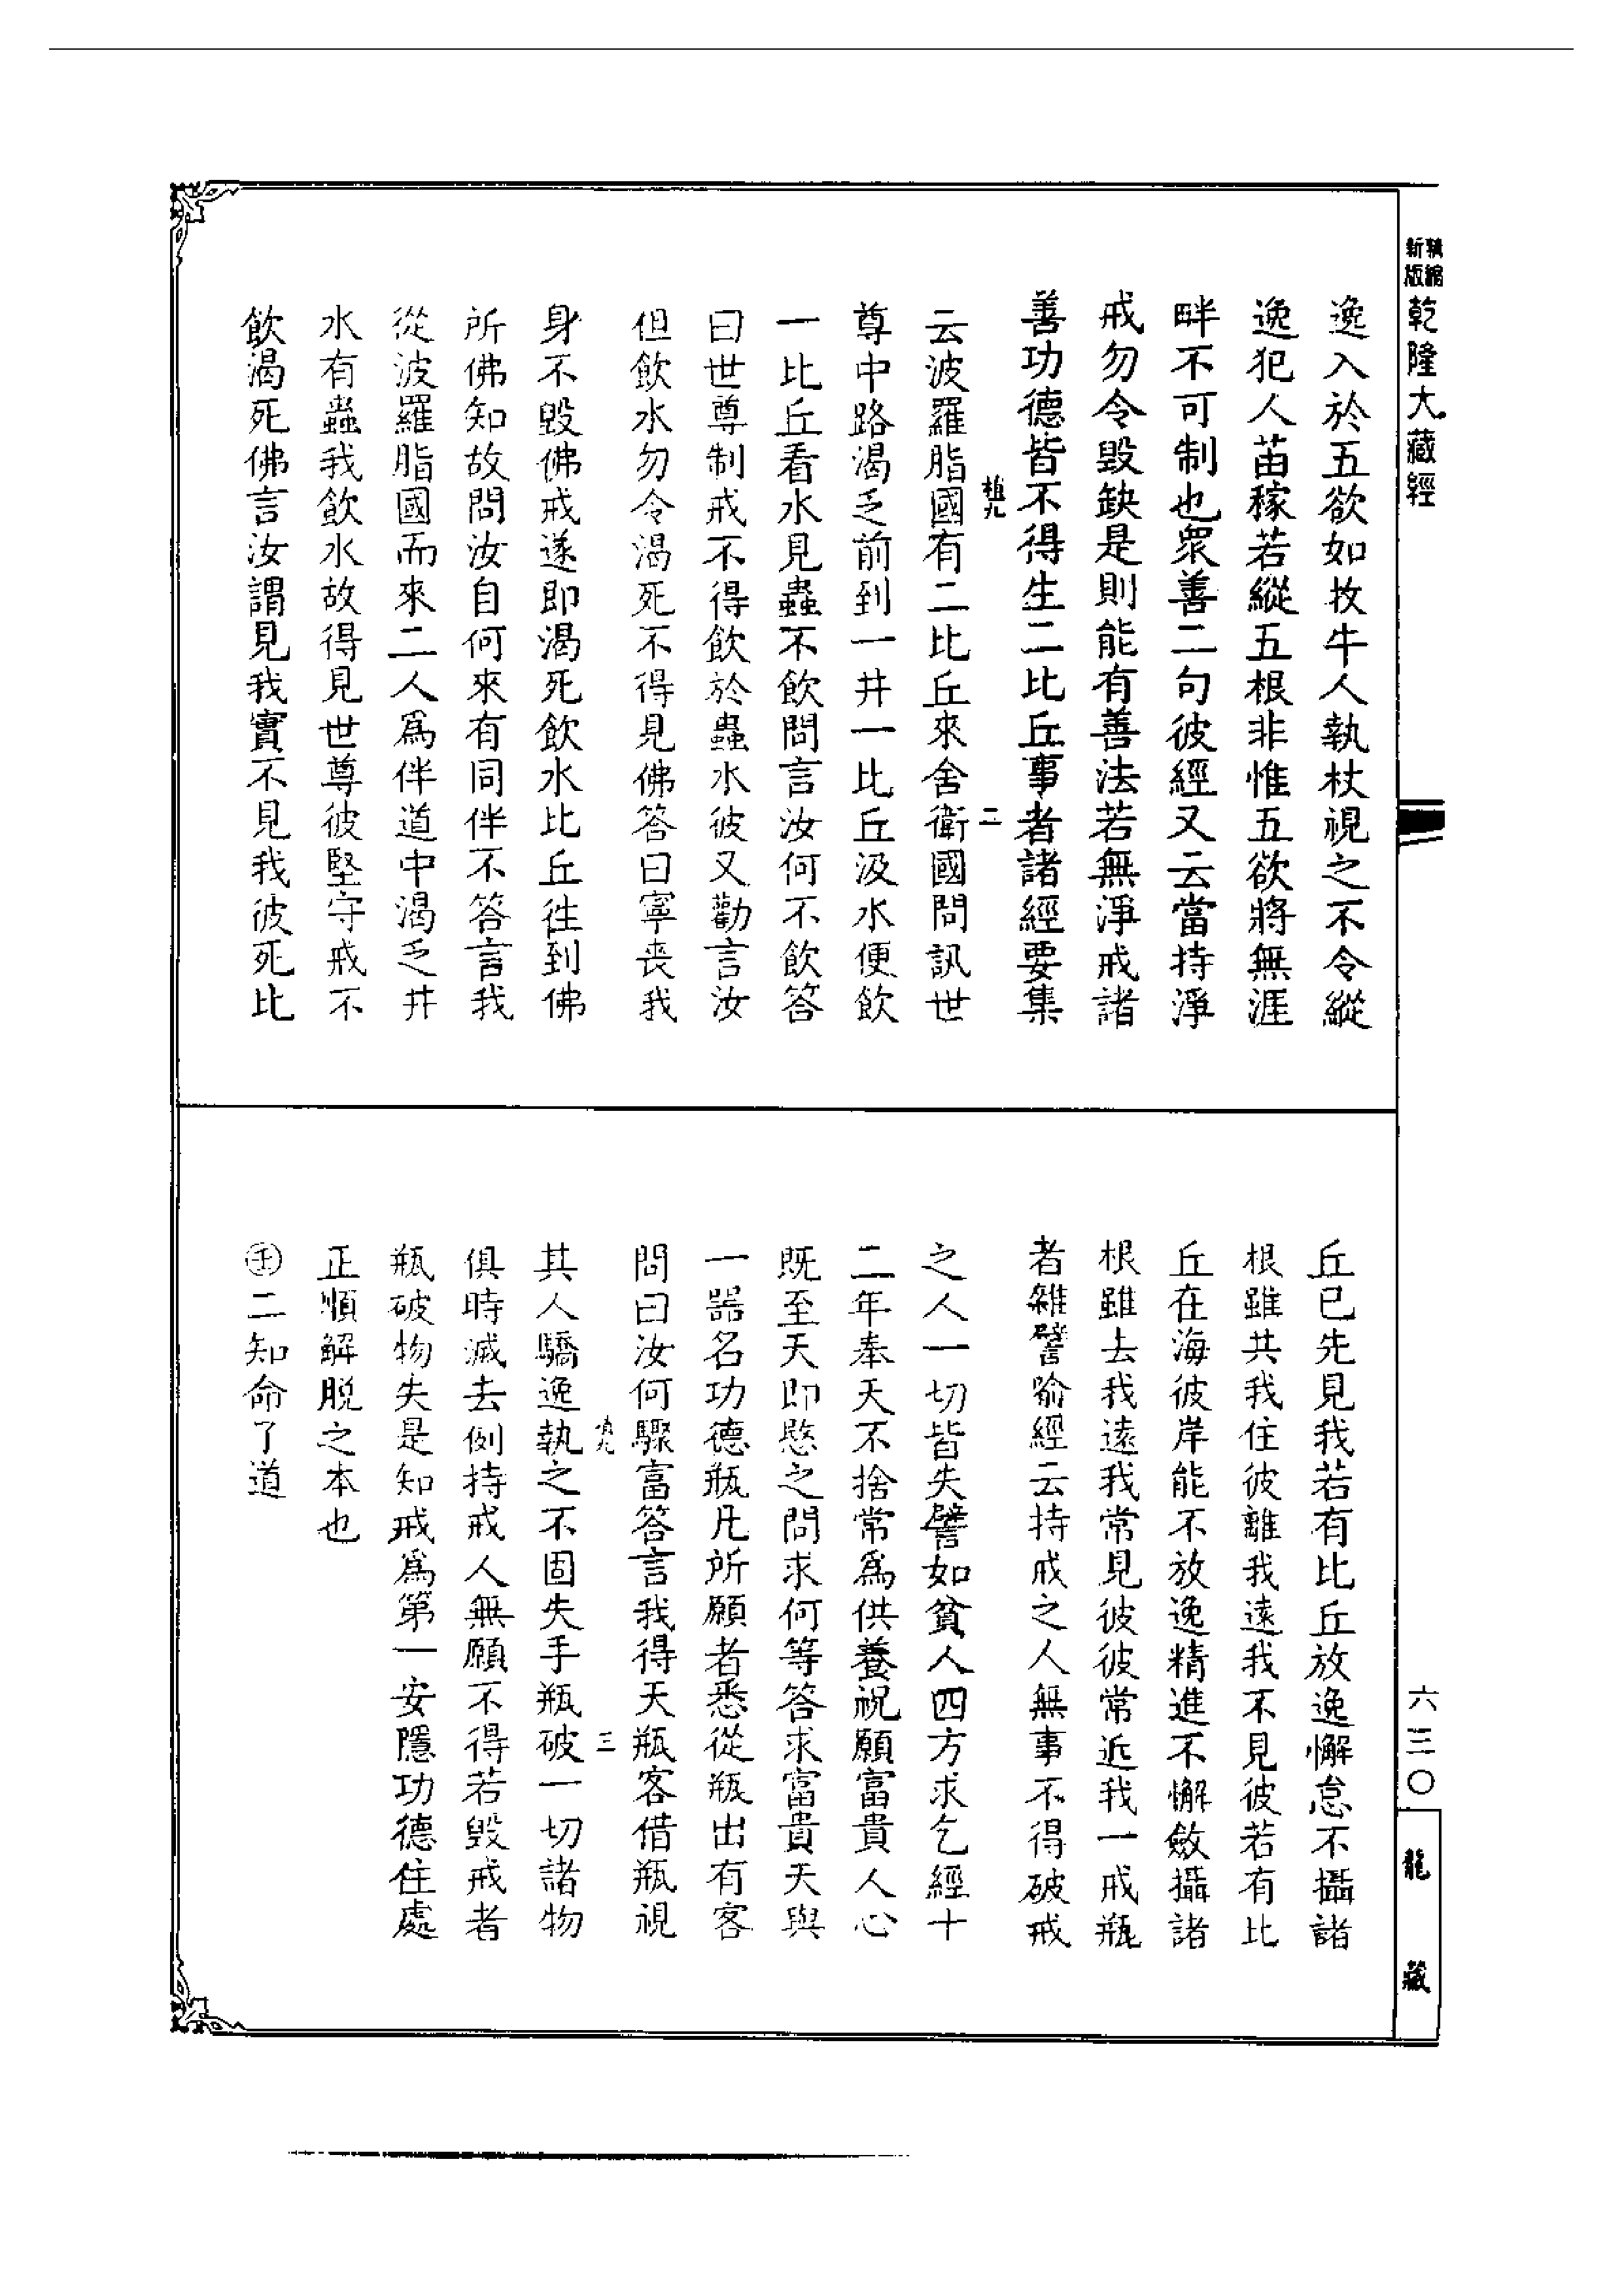 新版精縮
乾隆大藏經
六三〇
龍藏
逸入於五欲如牧牛人執杖視之不令縱
逸犯人苗稼若縱五根非惟五欲將無涯
畔不可制也衆善二句彼經又云當持淨
戒勿令毀缺是則能有善法若無淨戒諸
善功德皆不得生二比丘事者諸經要集
二
云波羅脂國有二比丘來舍衛國問訊世
尊中路渴乏前到一井一比丘汲水便飲
一比丘看水見蟲不飲問言汝何不飲答
曰世尊制戒不得飲於蟲水彼又勸言汝
但飲水勿令渴死不得見佛答曰寧喪我
身不毀佛戒遂即渴死飲水比丘往到佛
所佛知故問汝自何來有同伴不答言我
從波羅脂國而來二人爲伴道中渴乏井
水有蟲我飲水故得見世尊彼堅守戒不
飲渴死佛言汝謂見我實不見我彼死比
丘已先見我若有比丘放逸懈怠不攝諸
根雖共我住彼離我遠我不見彼若有比
丘在海彼岸能不放逸精進不懈斂攝諸
根雖去我遠我常見彼彼常近我一戒瓶
者雜譬喻經云持戒之人無事不得破戒
之人一切皆失譬如貧人四方求乞經十
二年奉天不捨常爲供養祝願富貴人心
既至天即愍之問求何等答求富貴天與
一器名功德瓶凡所願者悉從瓶出有客
問曰汝何驟富答言我得天瓶客借瓶視
三
其人驕逸執之不固失手瓶破一切諸物
俱時滅去例持戒人無願不得若毀戒者
瓶破物失是知戒爲第一安隱功德住處
正順解脫之本也
二知命了道